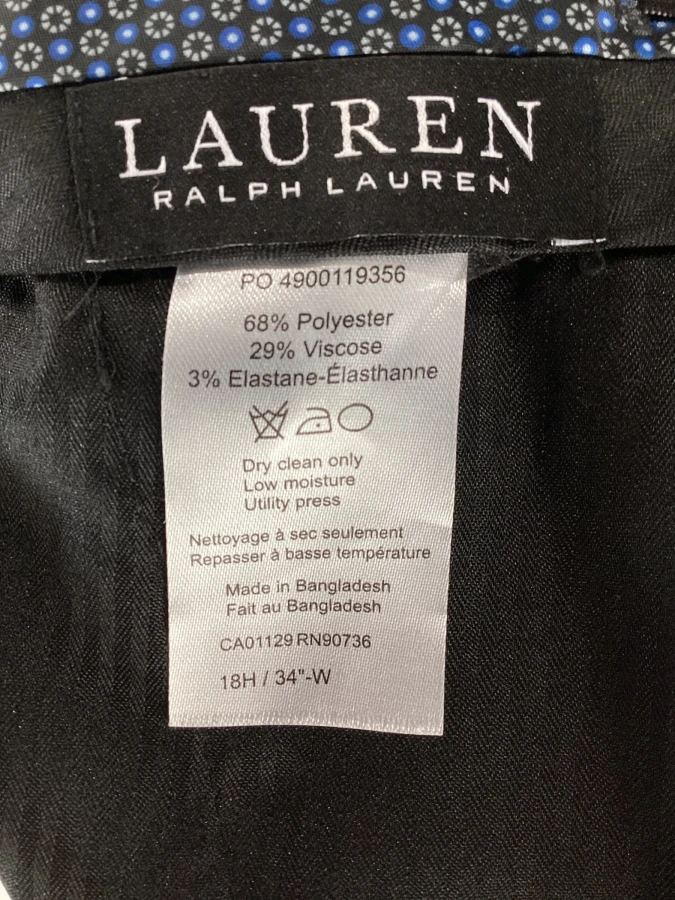 LAUREN
RALPH LAUREN
PO 4900119356
68% Polyester
29% Viscose
3% Elastane-Élasthanne
Dry clean only
Low moisture
Utility press
Nettoyage à sec seulement
Repasser à basse température
Made in Bangladesh
Fait au Bangladesh
CA01129 RN90736
18H / 34"-W